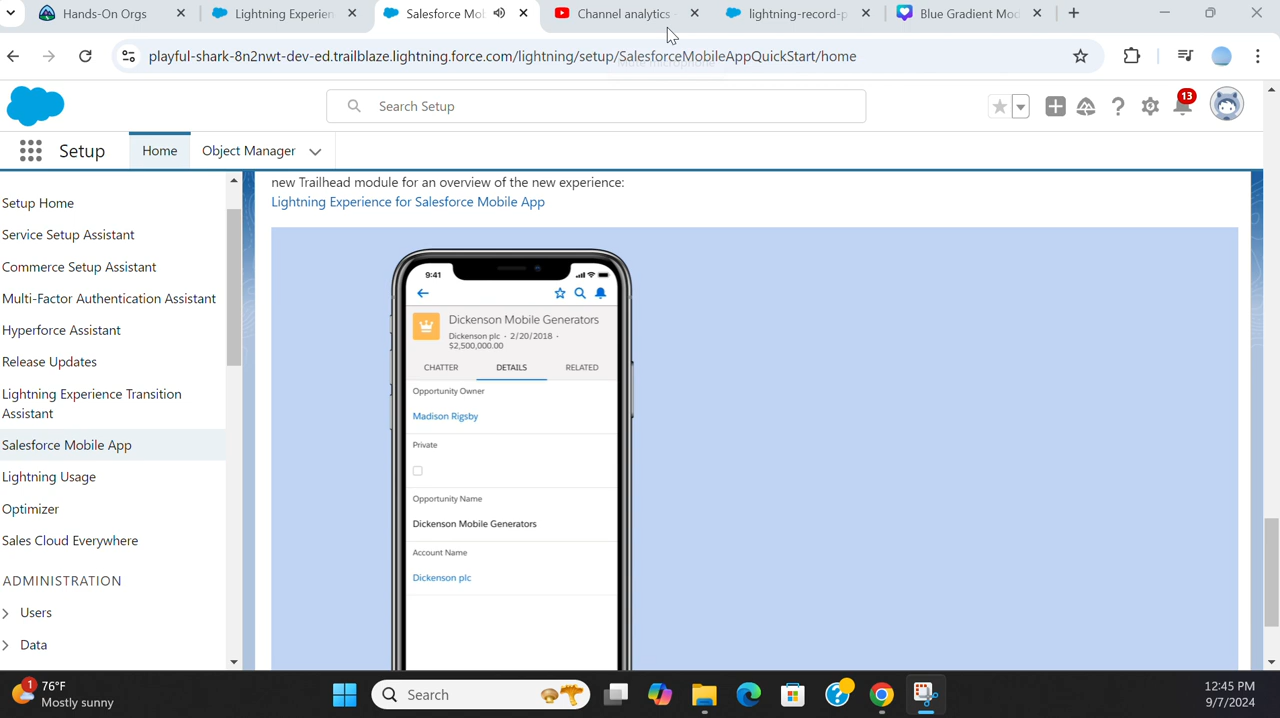 Hands-On Orgs
Lightning Experien
Salesforce Mol
Channel analytics -
lightning-record-p
Blue Gradient Mod
playful-shark-8n2nwt-dev-ed.trailblaze.lightning.force.com/lightning/setup/SalesforceMobileAppQuickStart/home
Search Setup
13
Setup
Home
Object Manager
Setup Home
Service Setup Assistant
Commerce Setup Assistant
Multi-Factor Authentication Assistant
Hyperforce Assistant
Release Updates
Lightning Experience Transition
Assistant
Salesforce Mobile App
Lightning Usage
Optimizer
Sales Cloud Everywhere
ADMINISTRATION
Users
Data
new Trailhead module for an overview of the new experience:
Lightning Experience for Salesforce Mobile App
9:41
Dickenson Mobile Generators
Dickenson plc · 2/20/2018 ·
$2,500,000.00
CHATTER
DETAILS
RELATED
Opportunity Owner
Madison Rigsby
Private
Opportunity Name
Dickenson Mobile Generators
Account Name
Dickenson plc
1
76°F
Mostly sunny
Search
12:45 PM
9/7/2024